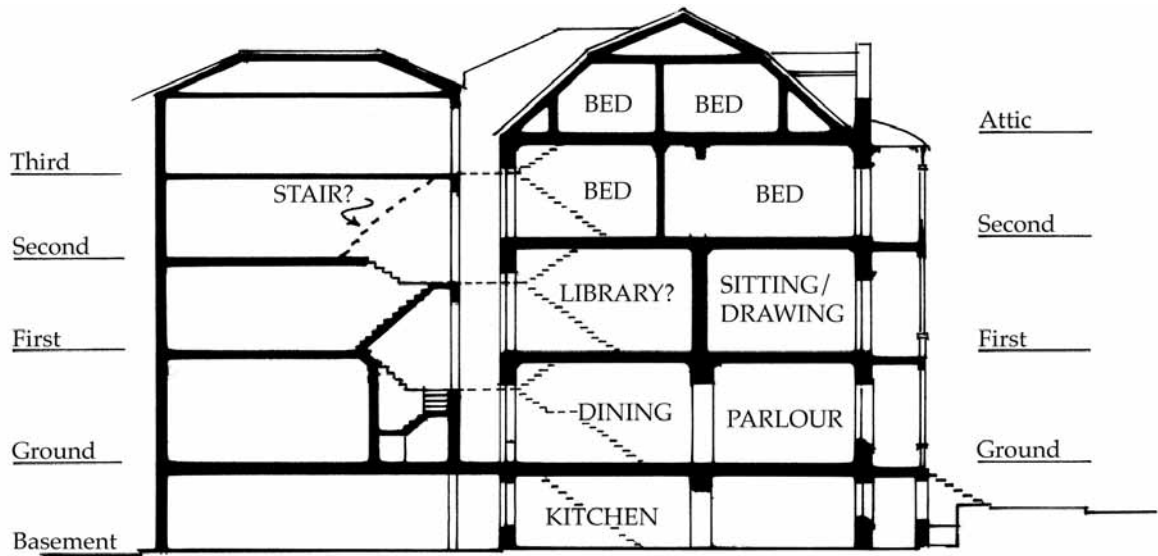 BED
BED
Attic
Third
STAIR?
BED
BED
Second
Second
LIBRARY?
SITTING/
DRAWING
First
First
DINING
PARLOUR
Ground
Ground
KITCHEN
Basement